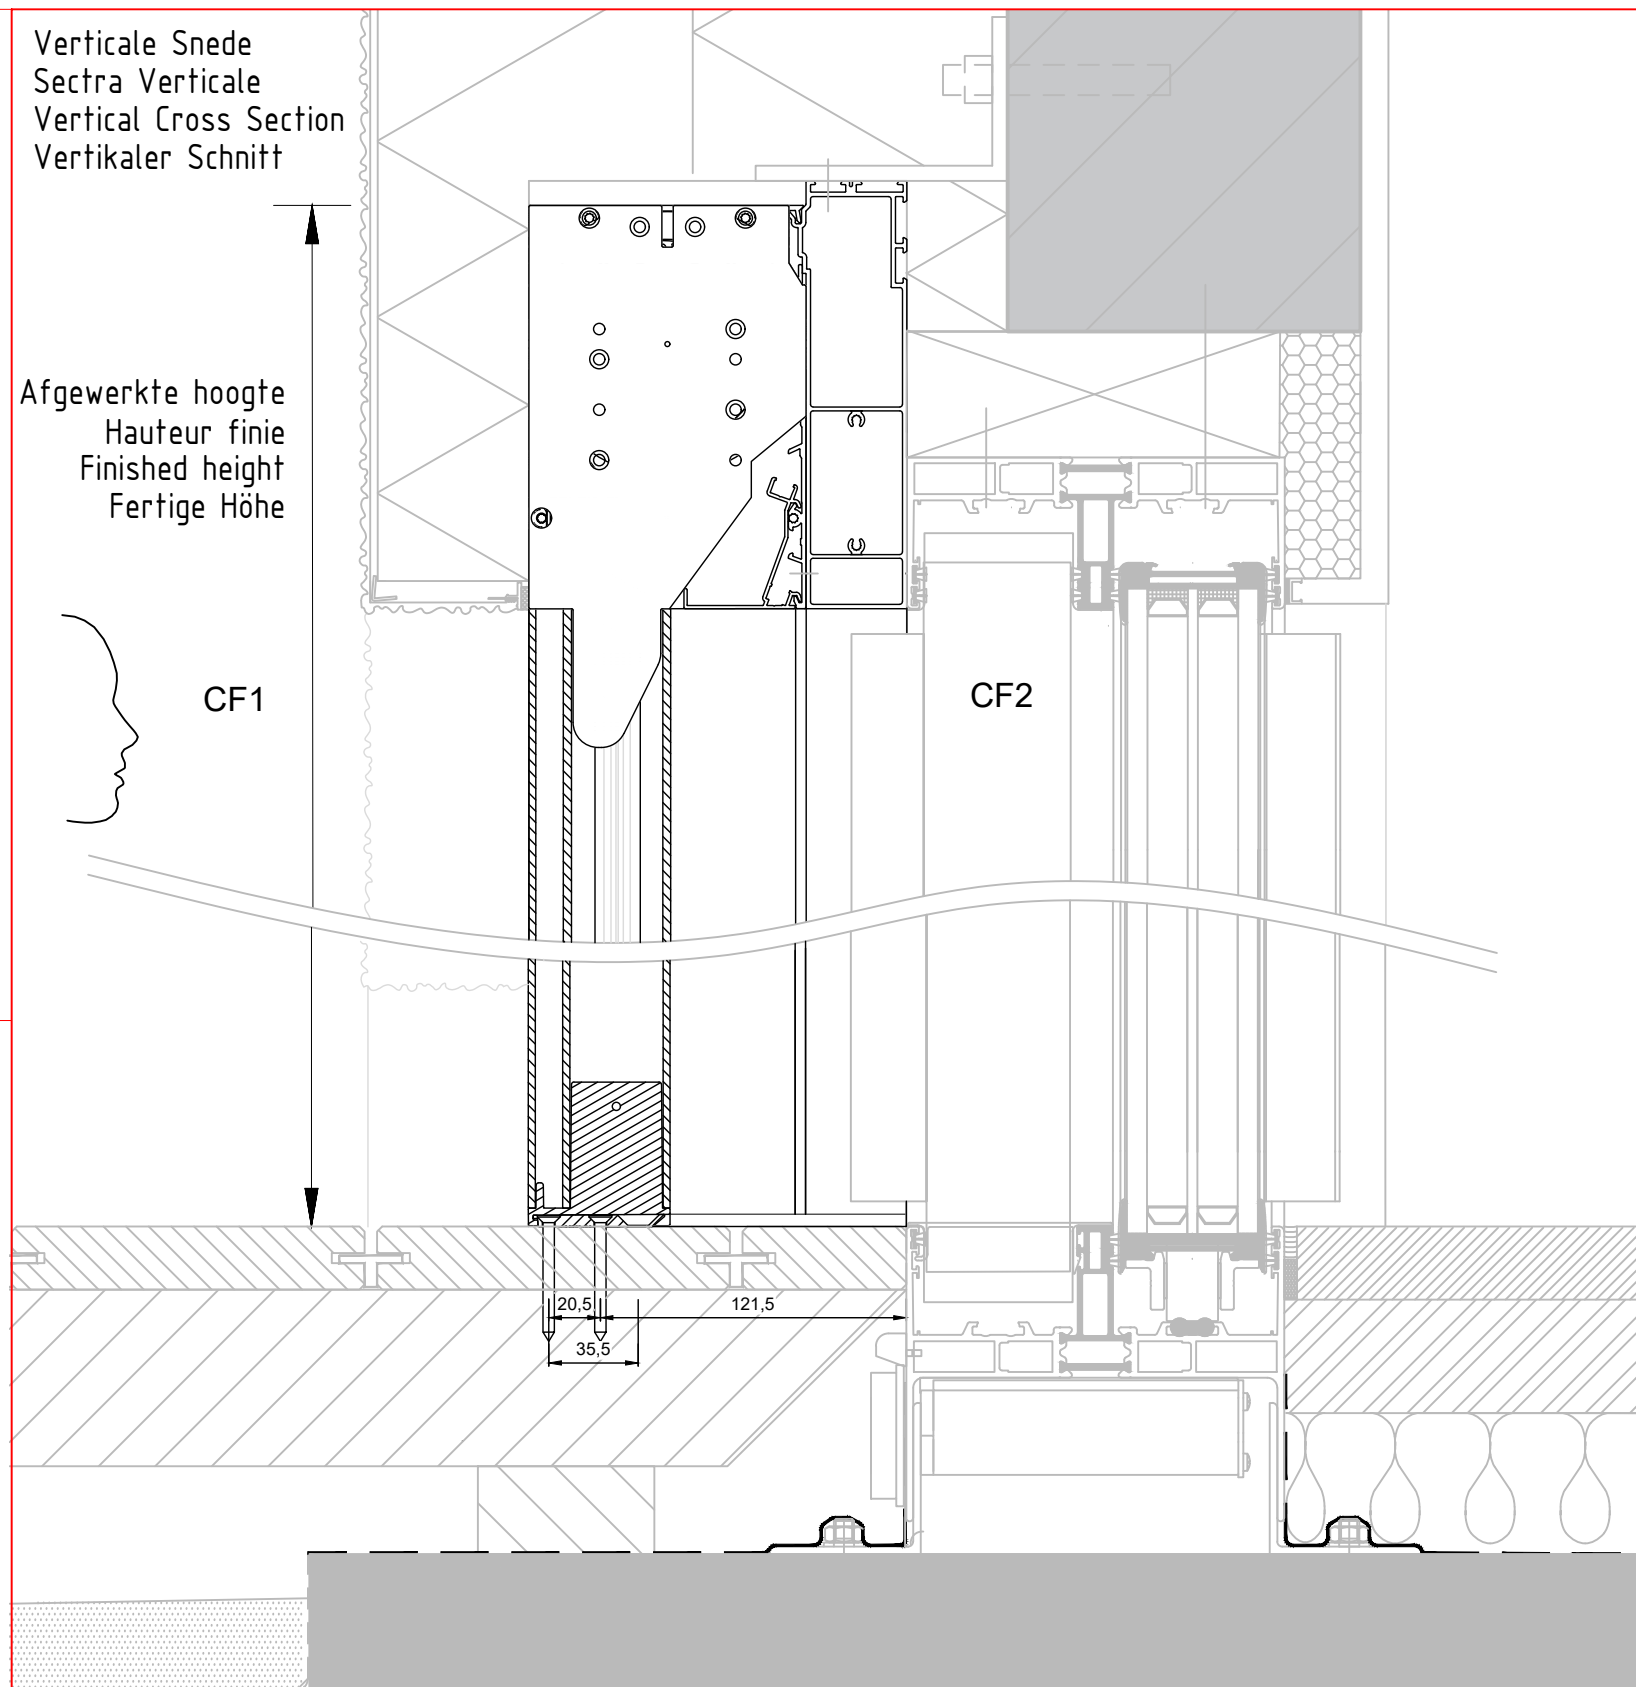 Verticale Snede
Sectra Verticale
Vertical Cross Section
Vertikaler Schnitt
Afgewerkte hoogte
Hauteur finie
Finished height
Fertige Höhe
CF1
CF2
20,5
121,5
35,5